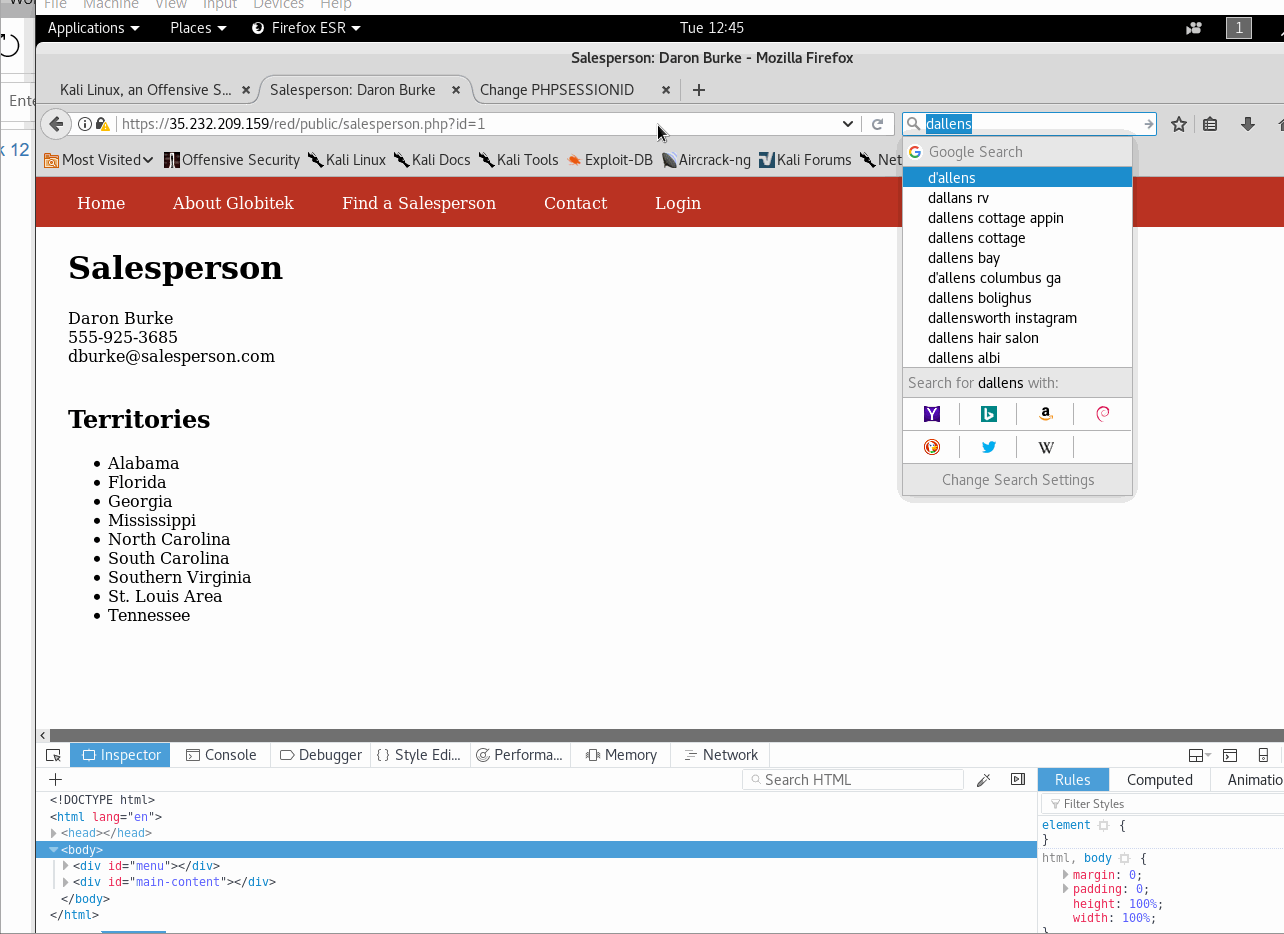 File Machine View Input Devices Help
Applications Places Firefox ESR Tue 12:45 1
Salesperson: Daron Burke - Mozilla Firefox
Kali Linux, an Offensive S... Salesperson: Daron Burke Change PHPSESSIONID
https://35.232.209.159/red/public/salesperson.php?id=1 dallens
Most Visited Offensive Security Kali Linux Kali Docs Kali Tools Exploit-DB Aircrack-ng Kali Forums Net
Ente
k 12
Home About Globitek Find a Salesperson Contact Login
Google Search
d'allens
dallans rv
dallens cottage appin
dallens cottage
dallens bay
d'allens columbus ga
dallens bolighus
dallensworth instagram
dallens hair salon
dallens albi
Search for dallens with:
Change Search Settings
Salesperson
Daron Burke
555-925-3685
dburke@salesperson.com
Territories
• Alabama
• Florida
• Georgia
• Mississippi
• North Carolina
• South Carolina
• Southern Virginia
• St. Louis Area
• Tennessee
Inspector Console Debugger {} Style Edi... Performa... Memory Network
+ Search HTML
<!DOCTYPE html>
<html lang="en">
<head></head>
<body>
<div id="menu"></div>
<div id="main-content"></div>
</body>
</html>
Rules Computed Animatio
Filter Styles
element {
}
html, body {
margin: 0;
padding: 0;
height: 100%;
width: 100%;
}